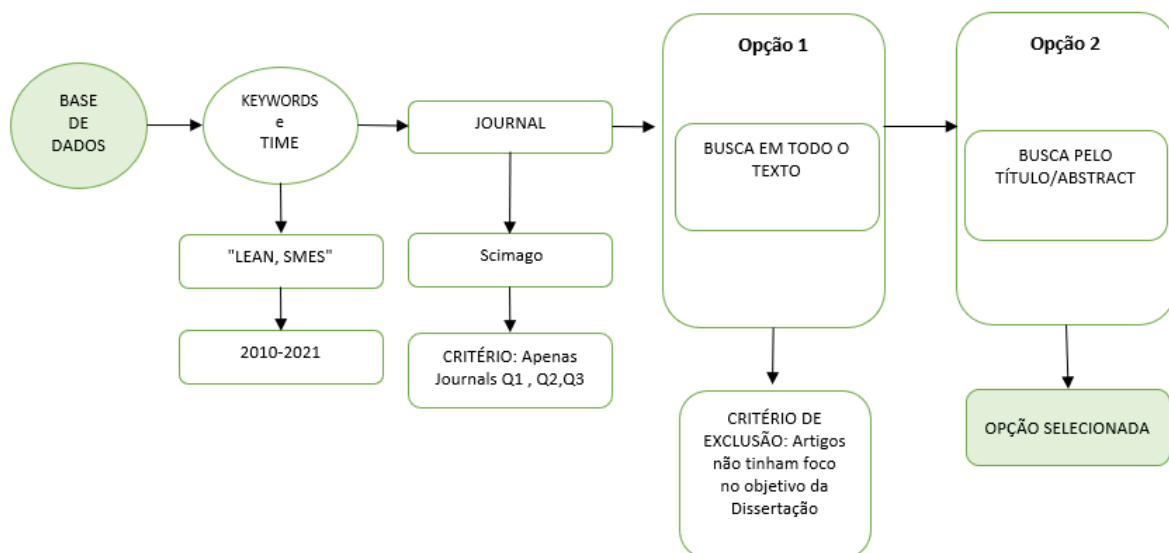 BASE
DE
DADOS
KEYWORDS
e
TIME
"LEAN, SMES"
2010-2021
JOURNAL
Scimago
CRITÉRIO: Apenas
Journals Q1 , Q2,Q3
Opção 1
BUSCA EM TODO O
TEXTO
CRITÉRIO DE
EXCLUSÃO: Artigos
não tinham foco
no objetivo da
Dissertação
Opção 2
BUSCA PELO
TÍTULO/ABSTRACT
OPÇÃO SELECIONADA